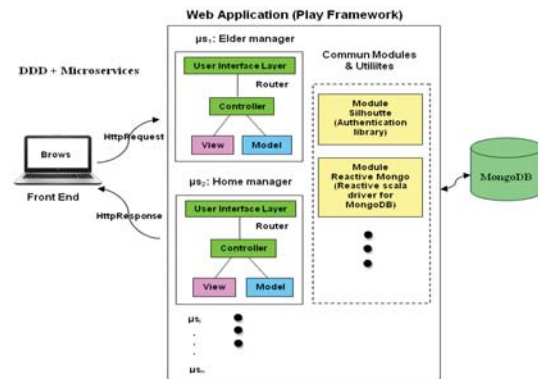 Web Application (Play Framework)
DDD + Microservices
Brows
Front End
HttpRequest
HttpResponse
µs₁: Elder manager
User Interface Layer
Router
Controller
View
Model
µs₂: Home manager
User Interface Layer
Router
Controller
View
Model
µsᵢ
.
.
.
Commun Modules
& Utiliites
Module
Silhoutte
(Authentication
library)
Module
Reactive Mongo
(Reactive scala
driver for
MongoDB)
MongoDB